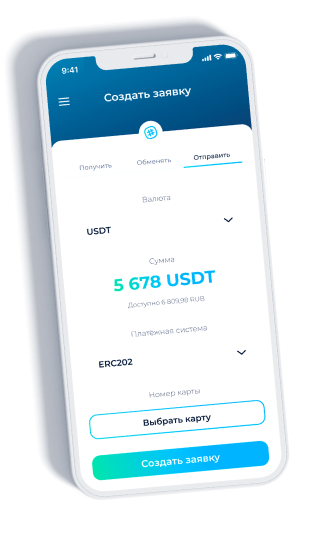 9:41
Создать заявку
Получить
Обменять
Отправить
Валюта
USDT
Сумма
5 678 USDT
Доступно 6 809,98 RUB
Платежная система
ERC202
Номер карты
Выбрать карту
Создать заявку